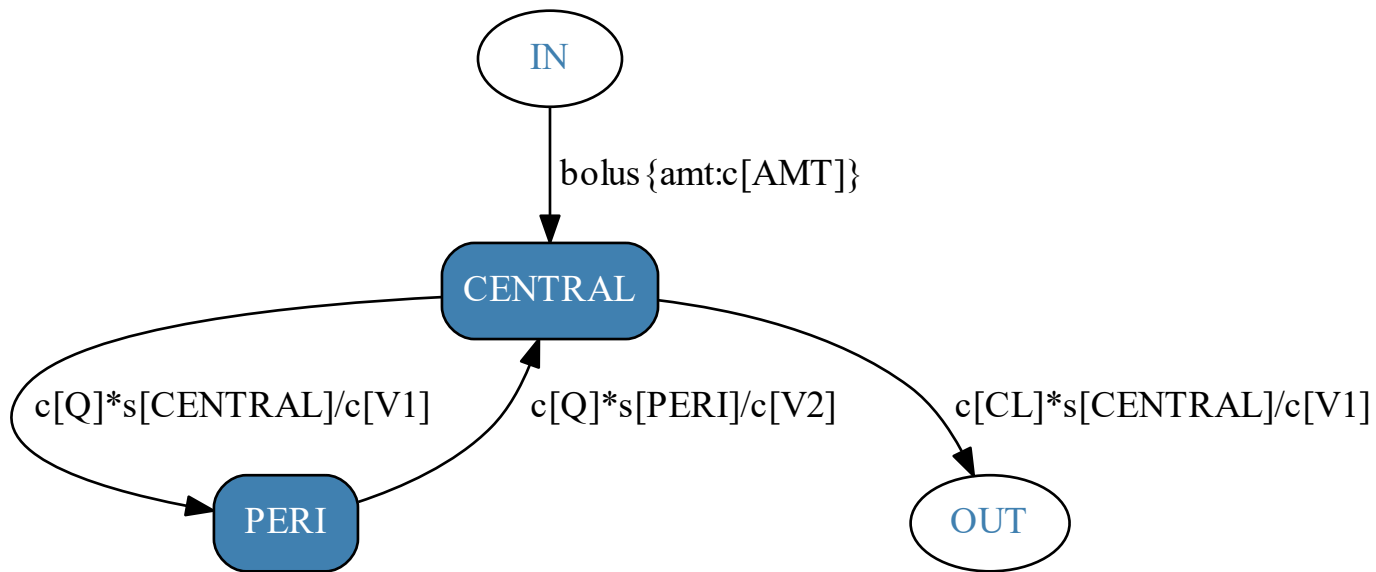 IN
bolus{amt:c[AMT]}
CENTRAL
c[Q]*s[CENTRAL]/c[V1]
c[Q]*s[PERI]/c[V2]
c[CL]*s[CENTRAL]/c[V1]
PERI
OUT